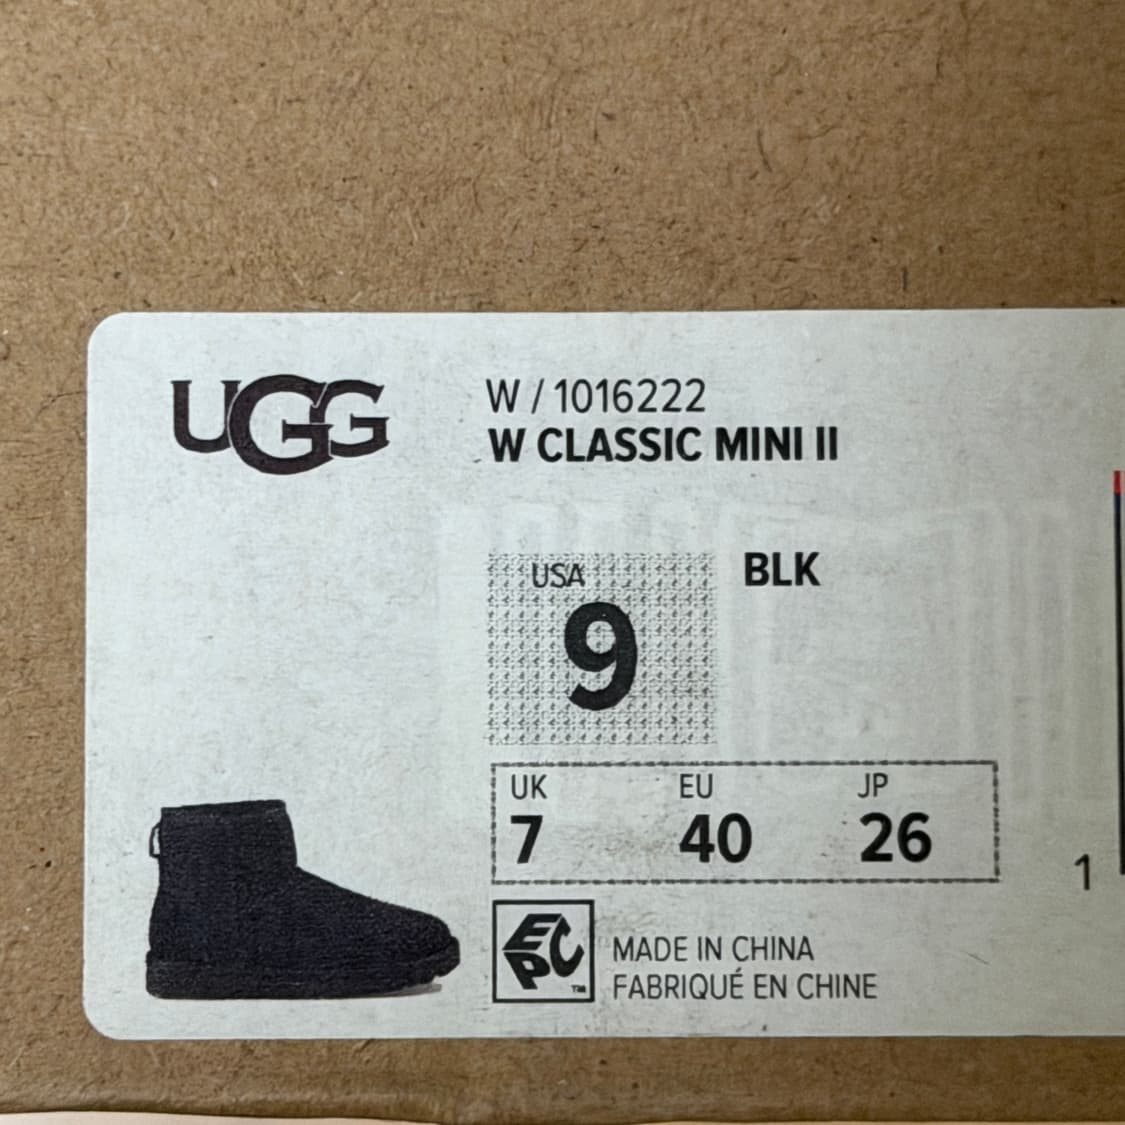 UGG
W / 1016222
W CLASSIC MINI II
USA
9
BLK
UK EU JP
7 40 26
1
EPC™
MADE IN CHINA
FABRIQUÉ EN CHINE